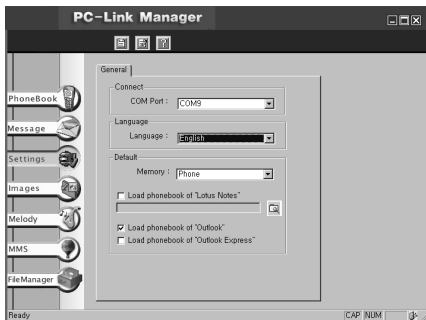 PC-Link Manager
General
Connect
COM Port : COM9
Language
Language : English
Default
Memory : Phone
Load phonebook of "Lotus Notes"
Load phonebook of "Outlook"
Load phonebook of "Outlook Express"
PhoneBook
Message
Settings
Images
Melody
MMS
FileManager
Ready
CAP NUM